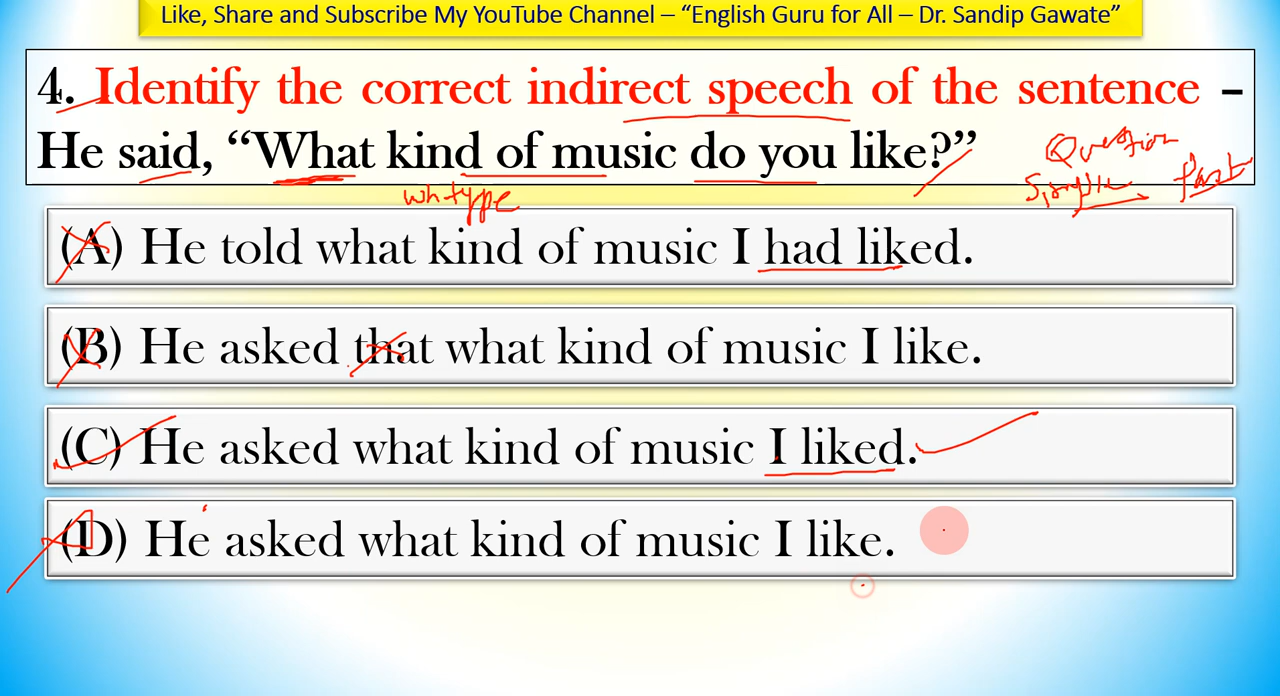 Like, Share and Subscribe My YouTube Channel – “English Guru for All – Dr. Sandip Gawate”
4. Identify the correct indirect speech of the sentence –
He said, “What kind of music do you like?”
Question
Simple
Past
wh type
(A) He told what kind of music I had liked.
(B) He asked that what kind of music I like.
(C) He asked what kind of music I liked.
(D) He asked what kind of music I like.